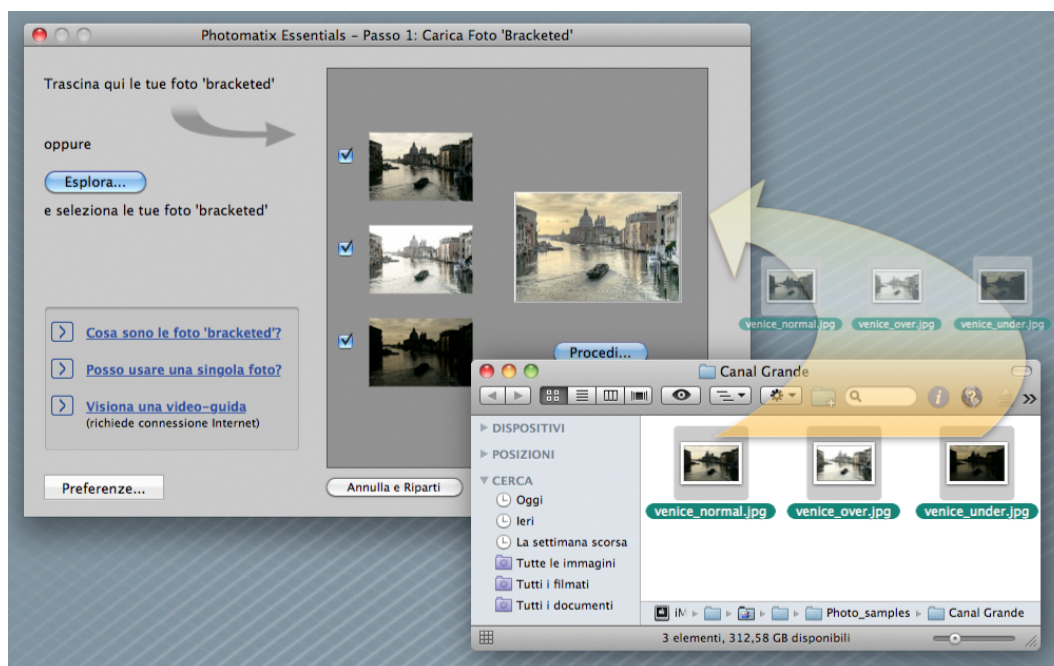 Photomatix Essentials – Passo 1: Carica Foto 'Bracketed'
Trascina qui le tue foto 'bracketed'
oppure
Esplora...
e seleziona le tue foto 'bracketed'
Cosa sono le foto 'bracketed'?
Posso usare una singola foto?
Visiona una video-guida
(richiede connessione Internet)
Preferenze...
Procedi...
Annulla e Riparti
venice_normal.jpg
venice_over.jpg
venice_under.jpg
Canal Grande
DISPOSITIVI
POSIZIONI
CERCA
Oggi
Ieri
La settimana scorsa
Tutte le immagini
Tutti i filmati
Tutti i documenti
venice_normal.jpg
venice_over.jpg
venice_under.jpg
Photo_samples
Canal Grande
3 elementi, 312,58 GB disponibili